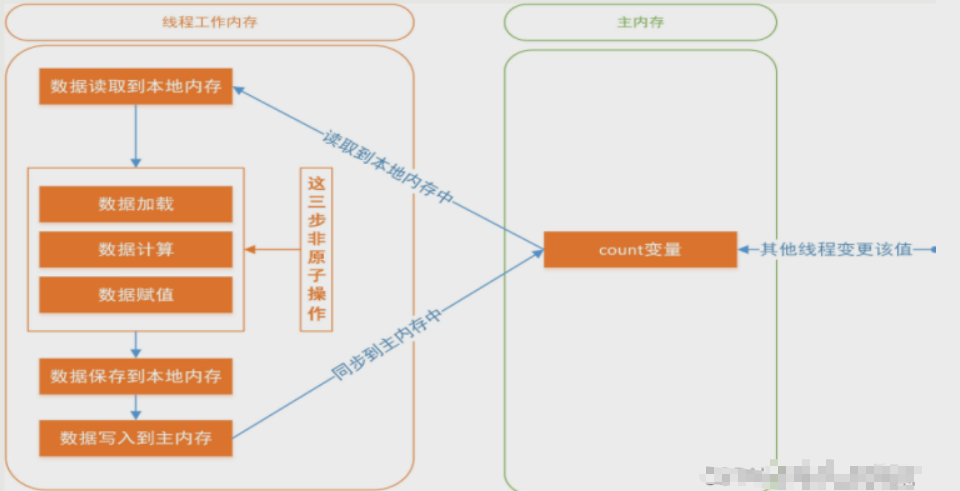 线程工作内存
主内存
数据读取到本地内存
读取到本地内存中
数据加载
数据计算
数据赋值
这三步非原子操作
count变量
其他线程变更该值
同步到主内存中
数据保存到本地内存
数据写入到主内存